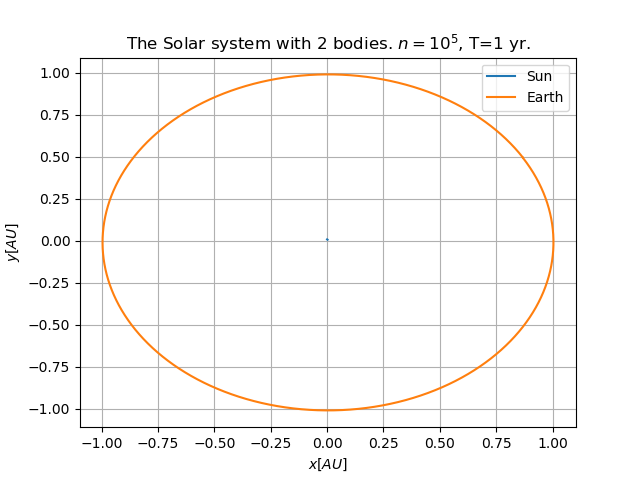 The Solar system with 2 bodies. $n = 10^5$, T=1 yr.
Sun
Earth
y[AU]
1.00
0.75
0.50
0.25
0.00
−0.25
−0.50
−0.75
−1.00
−1.00 −0.75 −0.50 −0.25 0.00 0.25 0.50 0.75 1.00
x[AU]